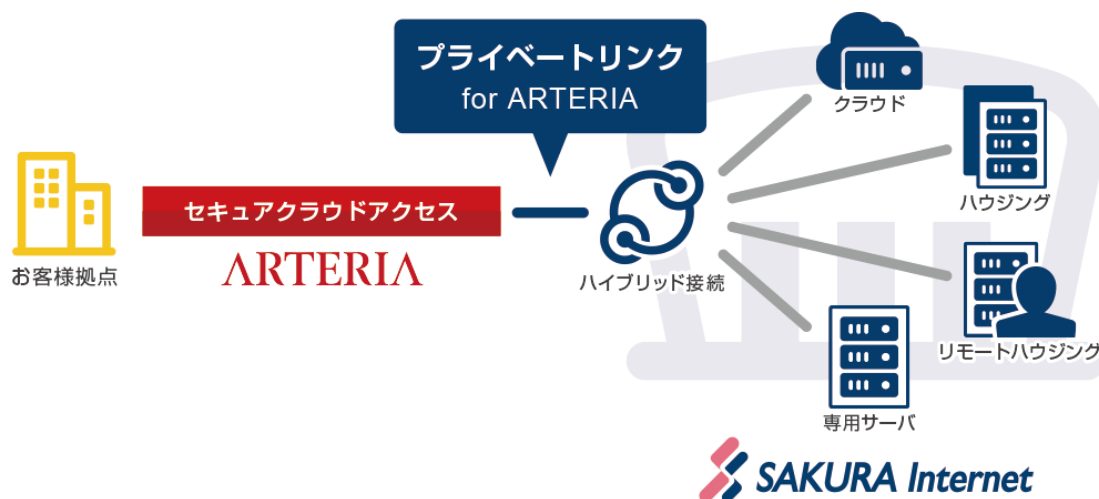 プライベートリンク
for ARTERIA
クラウド
ハウジング
セキュアクラウドアクセス
ARTERIA
お客様拠点
ハイブリッド接続
リモートハウジング
専用サーバ
SAKURA Internet